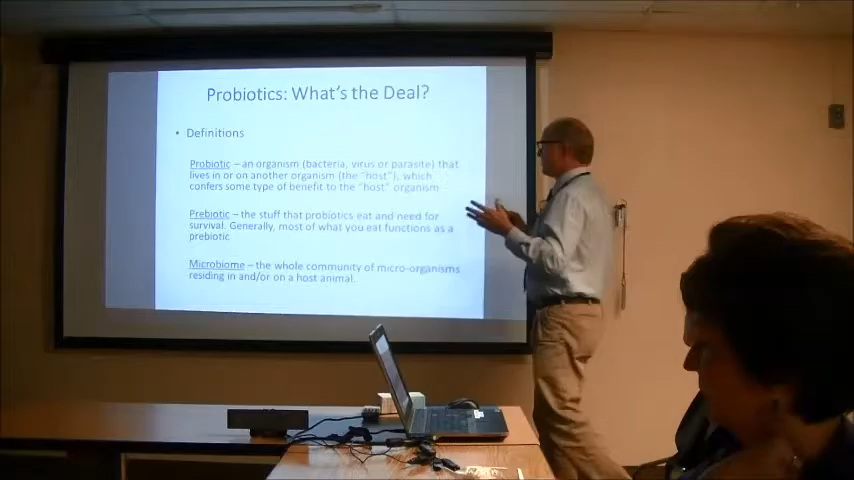 Probiotics: What's the Deal?
• Definitions
Probiotic – an organism (bacteria, virus or parasite) that
lives in or on another organism (the "host"), which
confers some type of benefit to the "host" organism
Prebiotic – the stuff that probiotics eat and need for
survival. Generally, most of what you eat functions as a
prebiotic.
Microbiome – the whole community of micro-organisms
residing in and/or on a host animal.